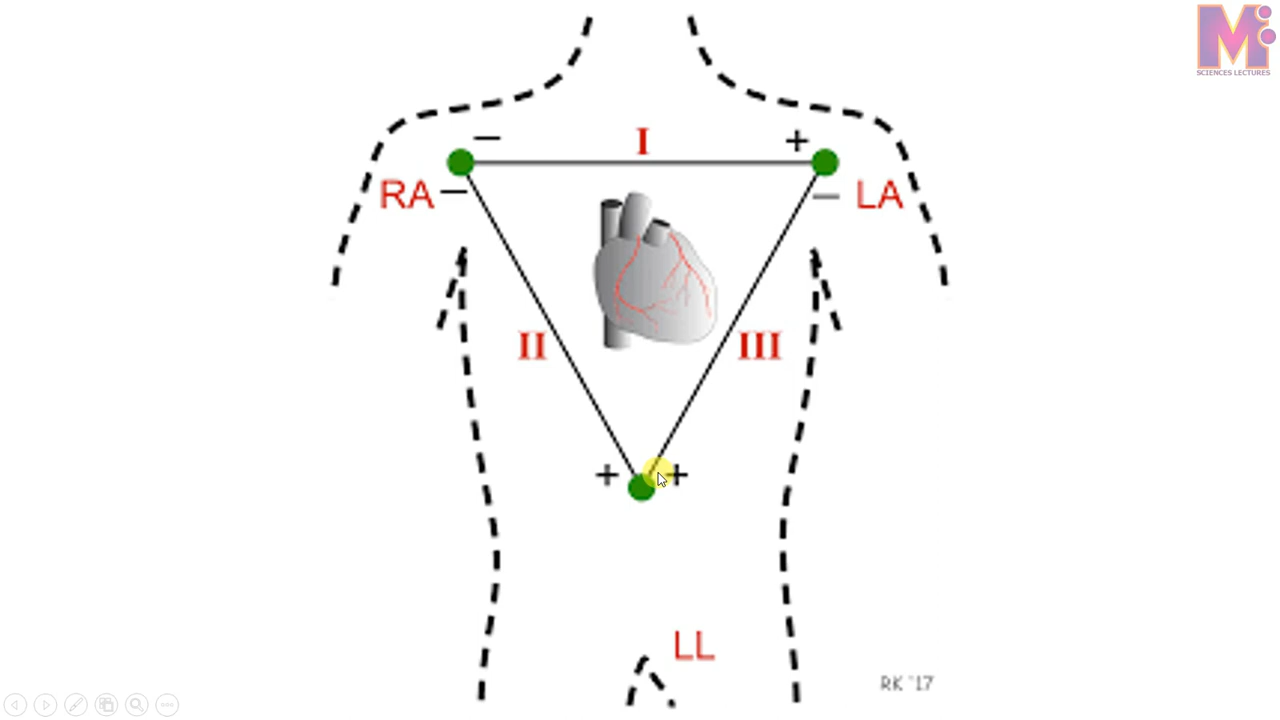 M
SCIENCES LECTURES
− I +
RA − − LA
II III
+ +
LL
RK '17